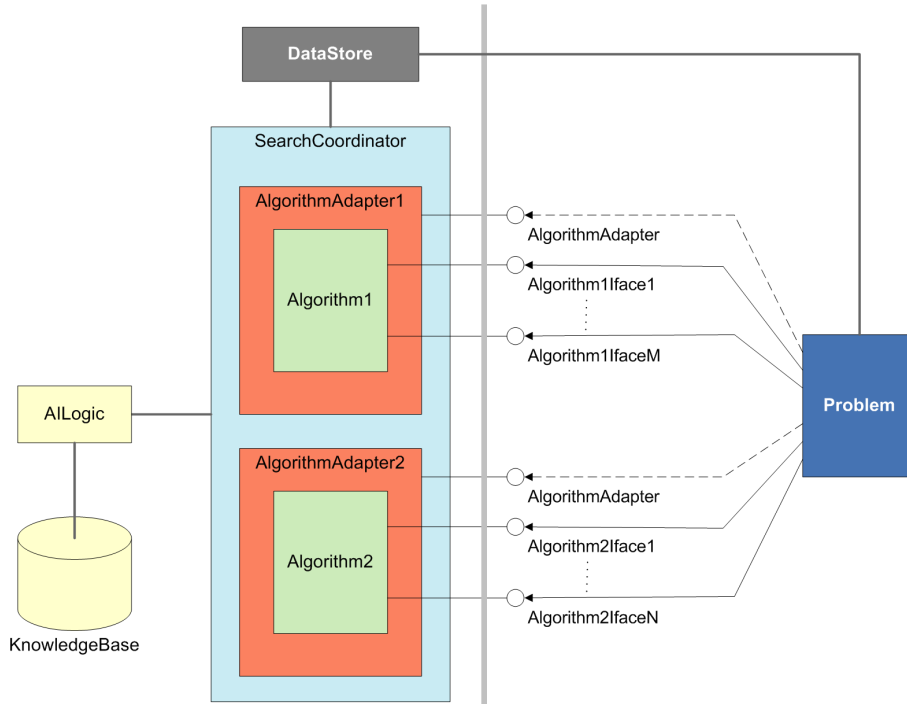 DataStore
SearchCoordinator
AlgorithmAdapter1
Algorithm1
AlgorithmAdapter
Algorithm1Iface1
Algorithm1IfaceM
AILogic
KnowledgeBase
AlgorithmAdapter2
Algorithm2
AlgorithmAdapter
Algorithm2Iface1
Algorithm2IfaceN
Problem